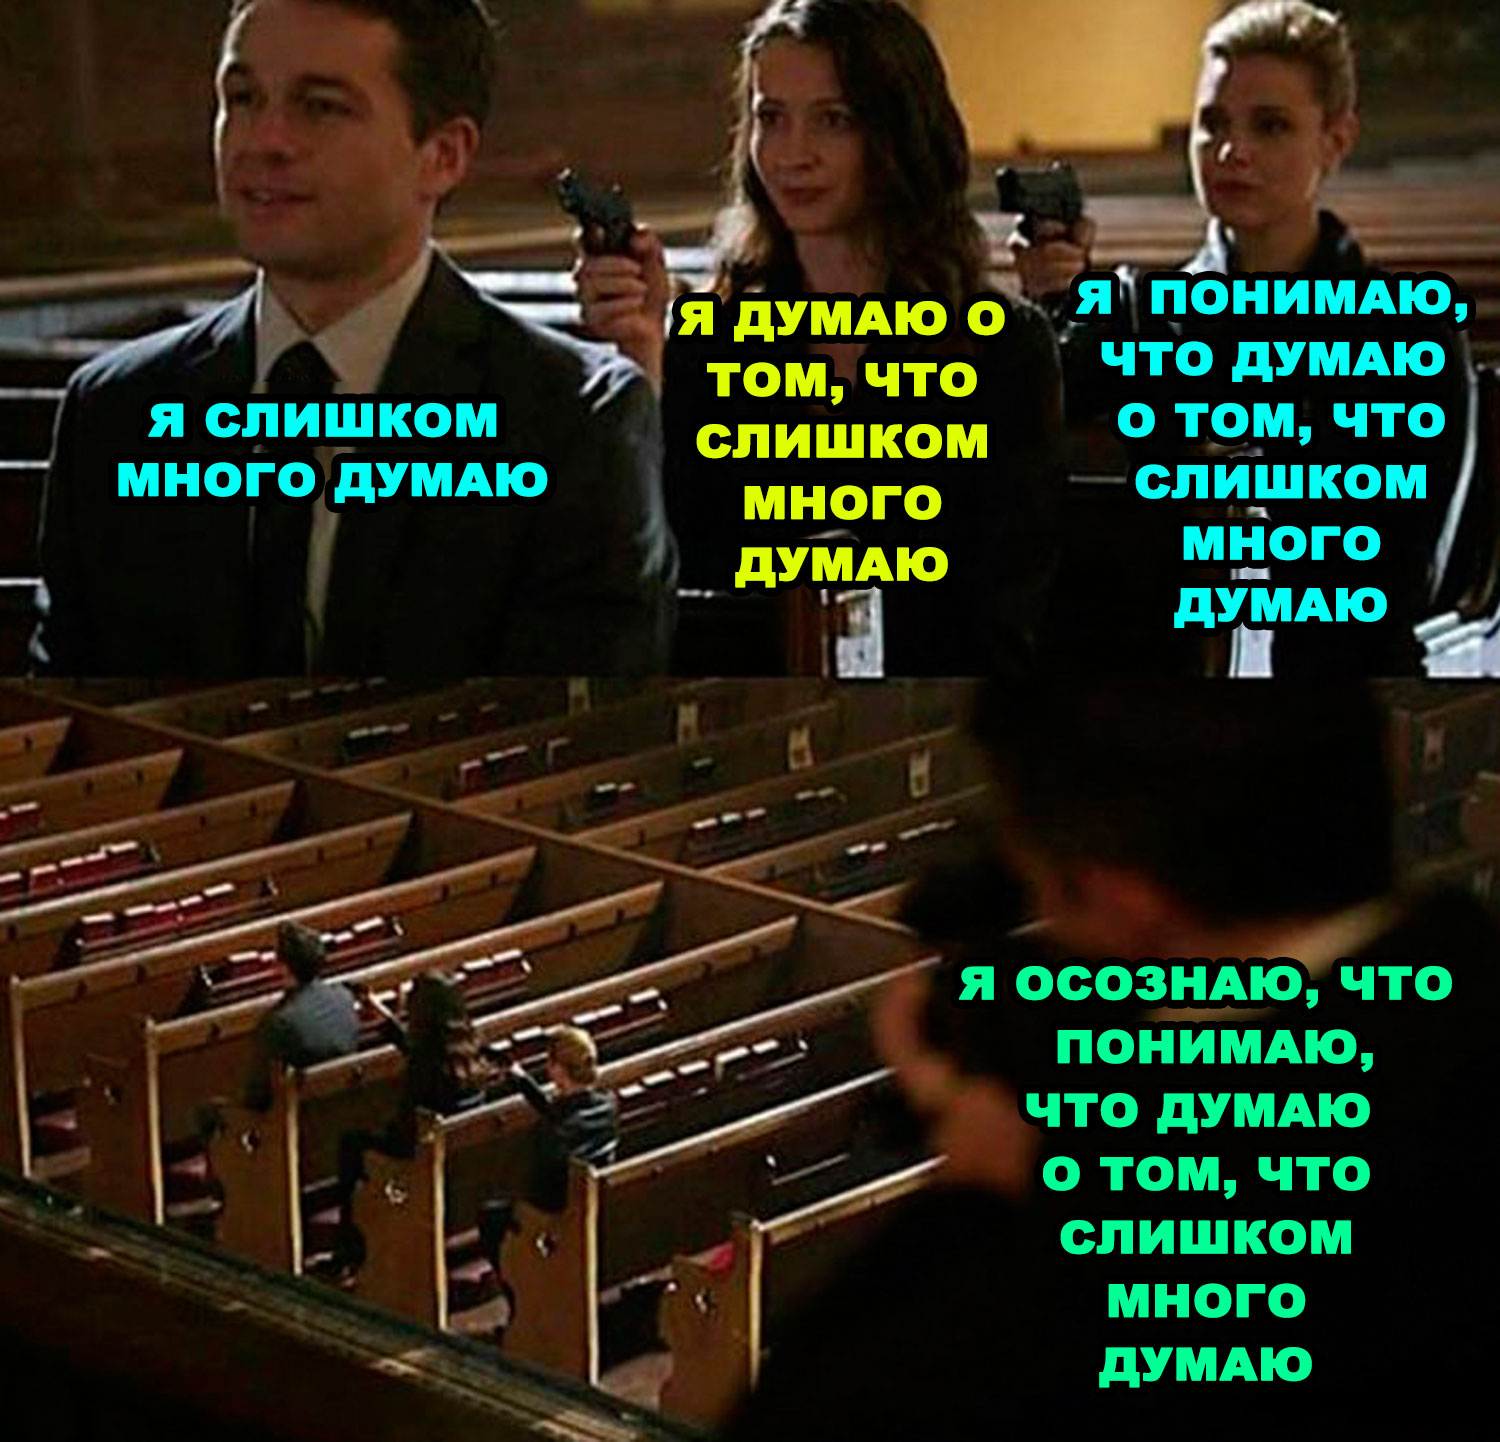 Я СЛИШКОМ
МНОГО ДУМАЮ
Я ДУМАЮ О
ТОМ, ЧТО
СЛИШКОМ
МНОГО
ДУМАЮ
Я ПОНИМАЮ,
ЧТО ДУМАЮ
О ТОМ, ЧТО
СЛИШКОМ
МНОГО
ДУМАЮ
Я ОСОЗНАЮ, ЧТО
ПОНИМАЮ,
ЧТО ДУМАЮ
О ТОМ, ЧТО
СЛИШКОМ
МНОГО
ДУМАЮ